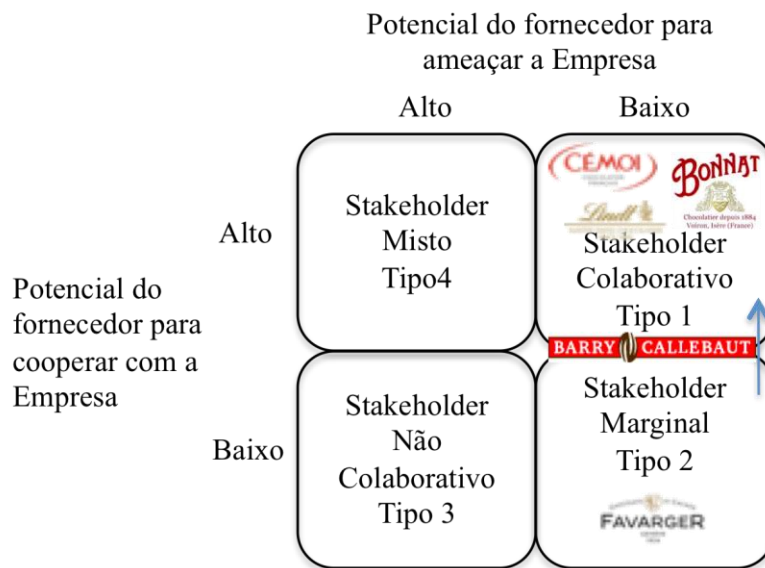 Potencial do fornecedor para
ameaçar a Empresa
Alto
Baixo
CÉMOI
CHOCOLATIER
FRANÇAIS
BONNAT
Chocolatier depuis 1884
Voiron, Isère (France)
Lindt
Alto
Stakeholder
Misto
Tipo4
Stakeholder
Colaborativo
Tipo 1
Potencial do
fornecedor para
cooperar com a
Empresa
BARRY CALLEBAUT
Baixo
Stakeholder
Não
Colaborativo
Tipo 3
Stakeholder
Marginal
Tipo 2
FAVARGER